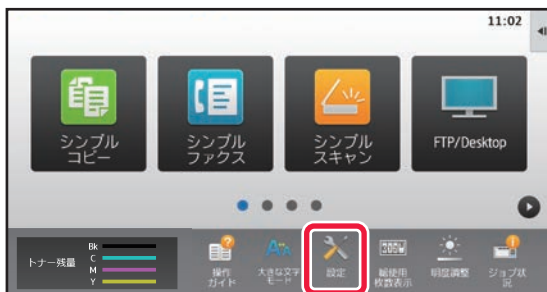 11:02
シンプル
コピー
シンプル
ファクス
シンプル
スキャン
FTP/Desktop
トナー残量
Bk
C
M
Y
操作
ガイド
大きな文字
モード
設定
総使用
枚数表示
明度調整
ジョブ状
況